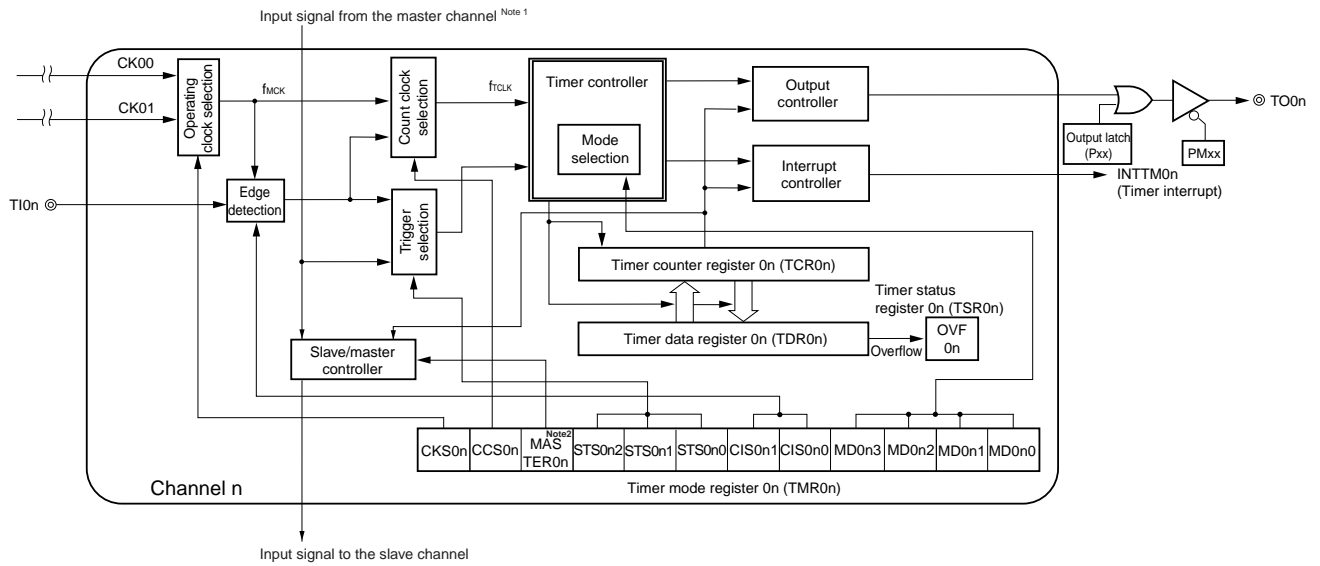 Input signal from the master channel Note 1
CK00
CK01
Operating
clock selection
fMCK
Count clock
selection
fTCLK
Timer controller
Mode
selection
Output
controller
Interrupt
controller
Output latch
(Pxx)
PMxx
TO0n
INTTM0n
(Timer interrupt)
TI0n
Edge
detection
Trigger
selection
Timer counter register 0n (TCR0n)
Timer status
register 0n (TSR0n)
Timer data register 0n (TDR0n)
Overflow
OVF
0n
Slave/master
controller
CKS0n
CCS0n
Note2
MAS
TER0n
STS0n2
STS0n1
STS0n0
CIS0n1
CIS0n0
MD0n3
MD0n2
MD0n1
MD0n0
Channel n
Timer mode register 0n (TMR0n)
Input signal to the slave channel